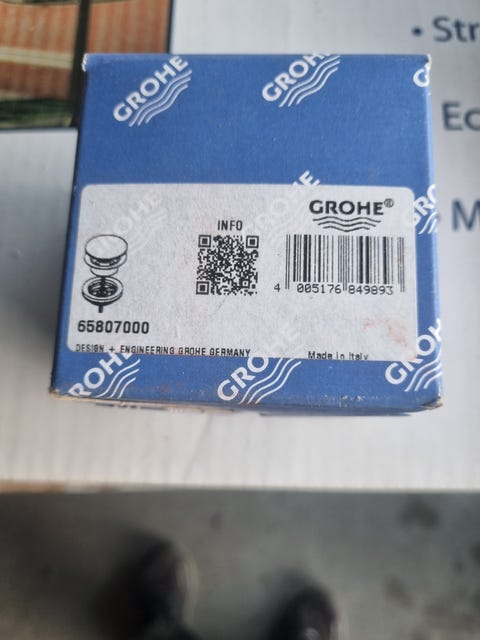 • Str
Ec
M
GROHE
GROHE
GROHE
INFO
GROHE®
4 005176 849893
65807000
DESIGN + ENGINEERING GROHE GERMANY
Made in Italy
GROHE
GROHE
GROHE